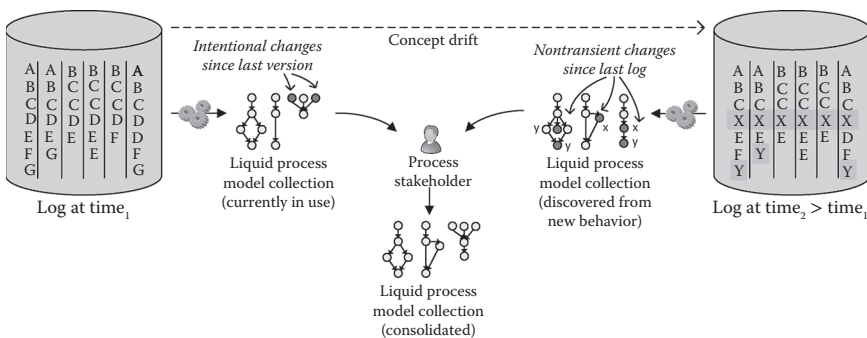 Concept drift
A A B B B A
B B C C C B
C C C C C C
D D D D D D
E E E E F D
F G E F
G G
Log at time1
Intentional changes
since last version
Liquid process
model collection
(currently in use)
Process
stakeholder
Liquid process
model collection
(consolidated)
Nontransient changes
since last log
y
y
x
x
y
Liquid process
model collection
(discovered from
new behavior)
A A B B B A
B B C C C B
C C C C C C
X X X X X X
E E E E E D
F Y E F
Y Y
Log at time2 > time1